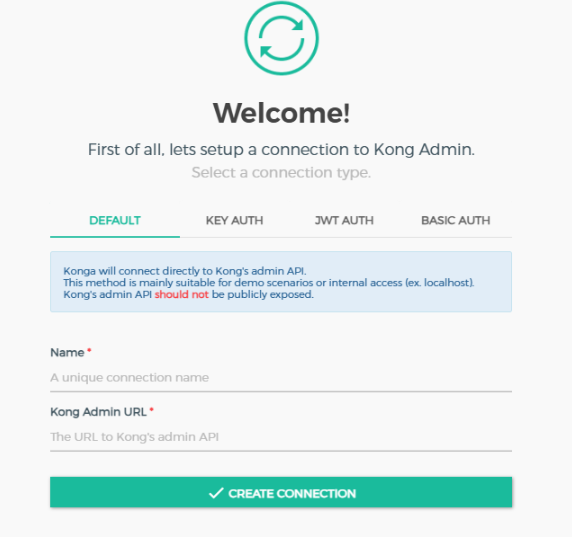 Welcome!
First of all, lets setup a connection to Kong Admin.
Select a connection type.
DEFAULT KEY AUTH JWT AUTH BASIC AUTH
Konga will connect directly to Kong's admin API.
This method is mainly suitable for demo scenarios or internal access (ex. localhost).
Kong's admin API should not be publicly exposed.
Name *
A unique connection name
Kong Admin URL *
The URL to Kong's admin API
CREATE CONNECTION